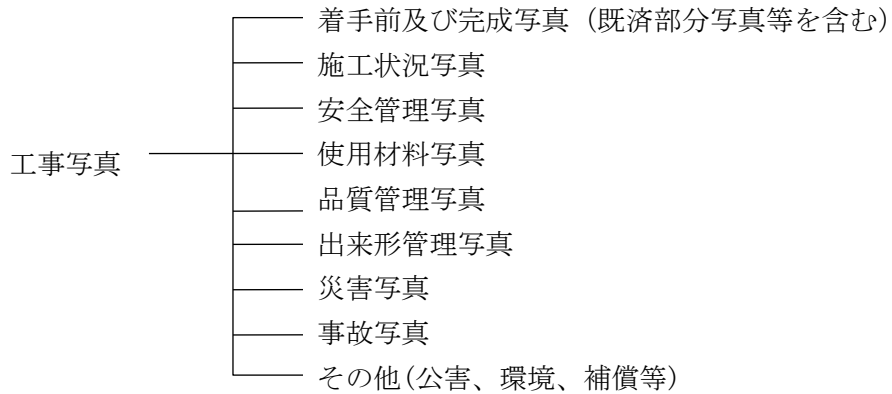 着手前及び完成写真（既済部分写真等を含む）
施工状況写真
安全管理写真
使用材料写真
工事写真
品質管理写真
出来形管理写真
災害写真
事故写真
その他(公害、環境、補償等)